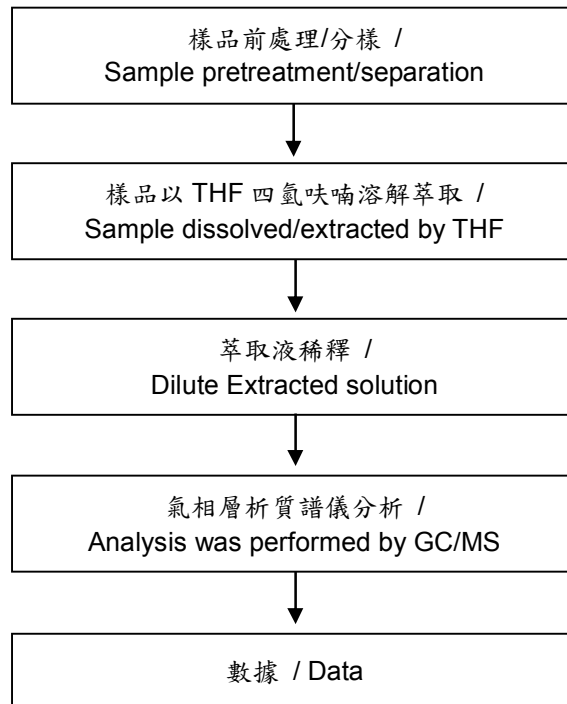 樣品前處理/分樣 /
Sample pretreatment/separation
樣品以 THF 四氫呋喃溶解萃取 /
Sample dissolved/extracted by THF
萃取液稀釋 /
Dilute Extracted solution
氣相層析質譜儀分析 /
Analysis was performed by GC/MS
數據 / Data